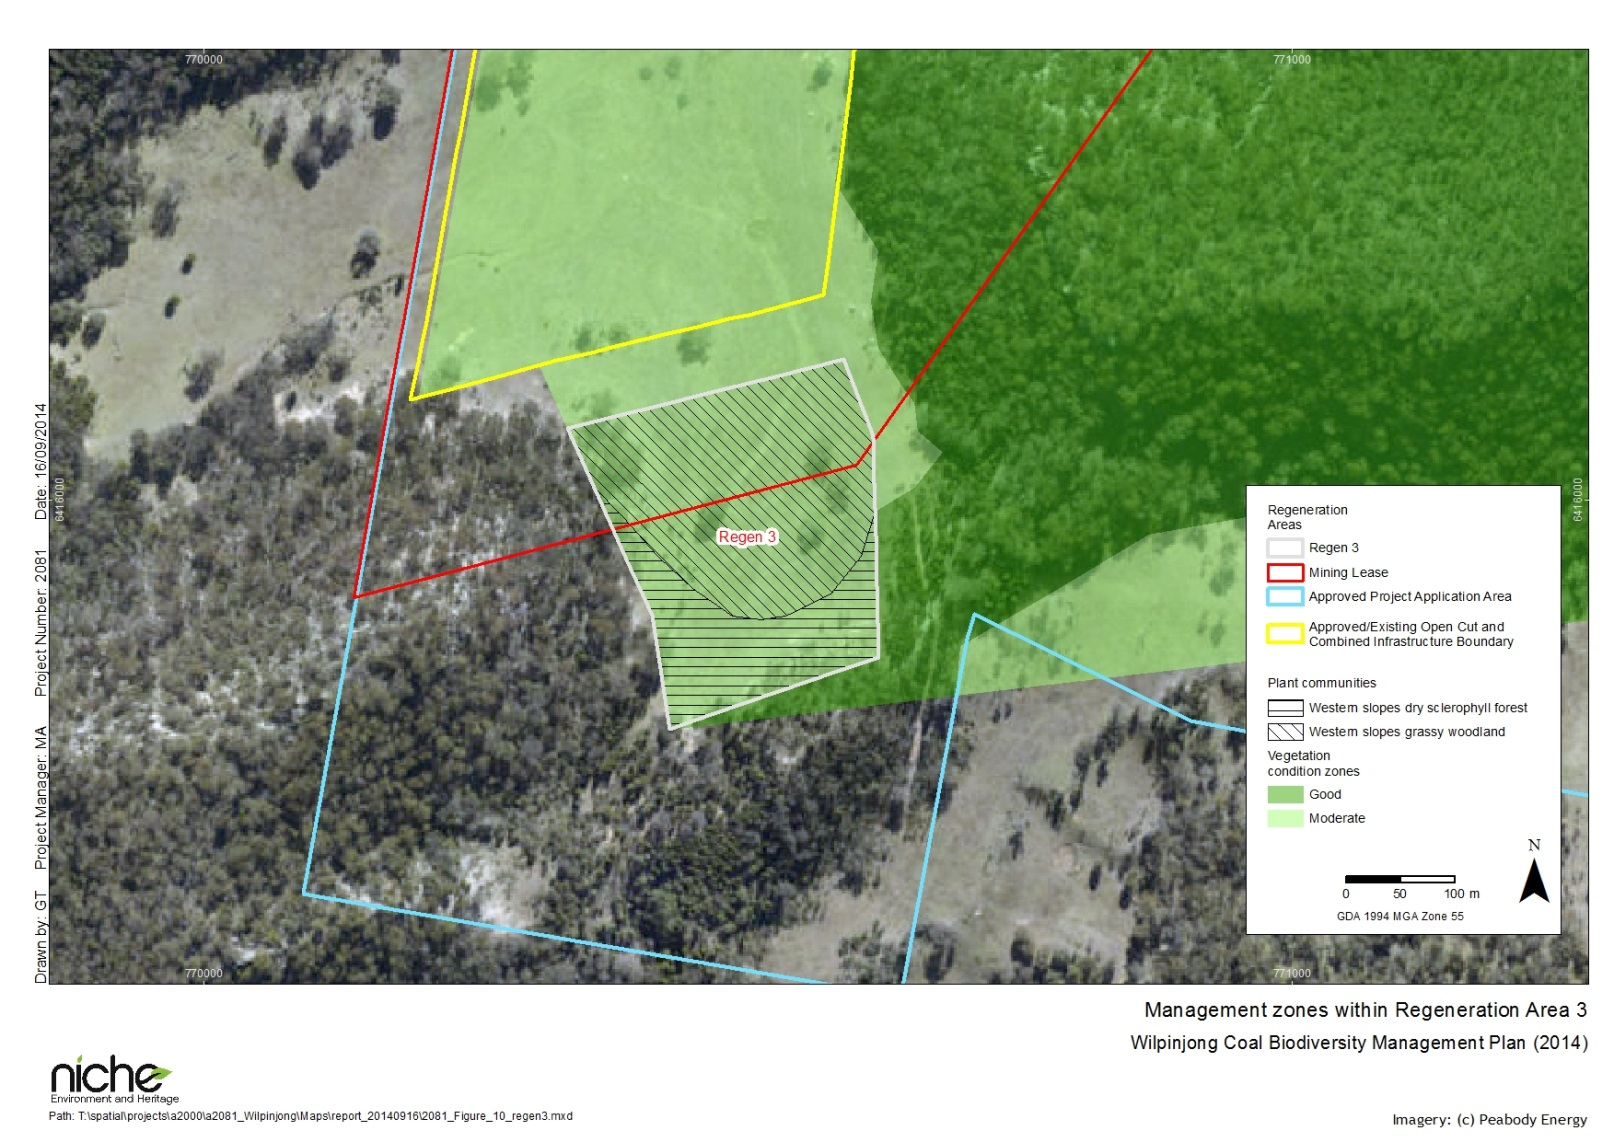 770000
771000
6416000
6416000
Regen 3
Regeneration
Areas
Regen 3
Mining Lease
Approved Project Application Area
Approved/Existing Open Cut and
Combined Infrastructure Boundary
Plant communities
Western slopes dry sclerophyll forest
Western slopes grassy woodland
Vegetation
condition zones
Good
Moderate
N
0 50 100 m
GDA 1994 MGA Zone 55
770000
771000
Drawn by: GT Project Manager: MA Project Number: 2081 Date: 16/09/2014
Management zones within Regeneration Area 3
Wilpinjong Coal Biodiversity Management Plan (2014)
niche
Environment and Heritage
Path: T:\spatial\projects\a2000\a2081_Wilpinjong\Maps\report_20140916\2081_Figure_10_regen3.mxd
Imagery: (c) Peabody Energy